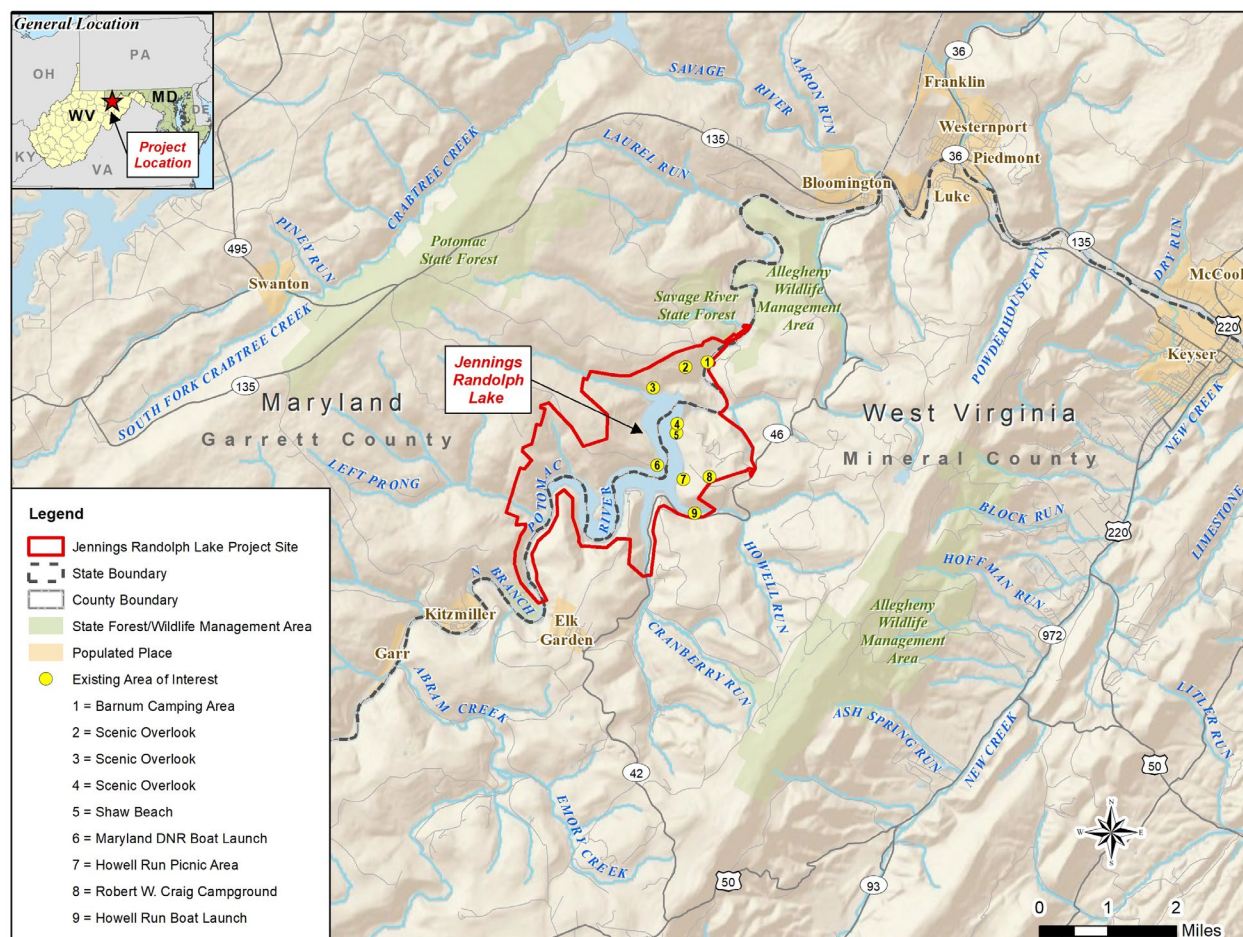 General Location
PA
OH
MD
DE
WV
KY
VA
Project
Location
36
Franklin
SAVAGE
RIVER
AARON RUN
Westernport
135
36
Piedmont
LAUREL RUN
Bloomington
Luke
CRABTREE CREEK
PINEY RUN
495
Potomac
State Forest
135
DRY RUN
McCool
Swanton
Allegheny
Wildlife
Management
Area
Savage River
State Forest
POWDERHOUSE RUN
220
Keyser
SOUTH FORK CRABTREE CREEK
135
Jennings
Randolph
Lake
1
2
3
4
5
6
7
8
9
Maryland
Garrett County
West Virginia
Mineral County
46
NEW CREEK
LEFT PRONG
POTOMAC
RIVER
N
BRANCH
BLOCK RUN
220
LIMESTONE
HOWELL RUN
HOFFMAN RUN
Kitzmiller
Elk
Garden
Allegheny
Wildlife
Management
Area
972
Garr
CRANBERRY RUN
ABRAM CREEK
LITLER RUN
ASH SPRING RUN
NEW CREEK
50
42
EMORY CREEK
50
93
N
W
E
S
0 1 2
Miles
Legend
Jennings Randolph Lake Project Site
State Boundary
County Boundary
State Forest/Wildlife Management Area
Populated Place
Existing Area of Interest
1 = Barnum Camping Area
2 = Scenic Overlook
3 = Scenic Overlook
4 = Scenic Overlook
5 = Shaw Beach
6 = Maryland DNR Boat Launch
7 = Howell Run Picnic Area
8 = Robert W. Craig Campground
9 = Howell Run Boat Launch